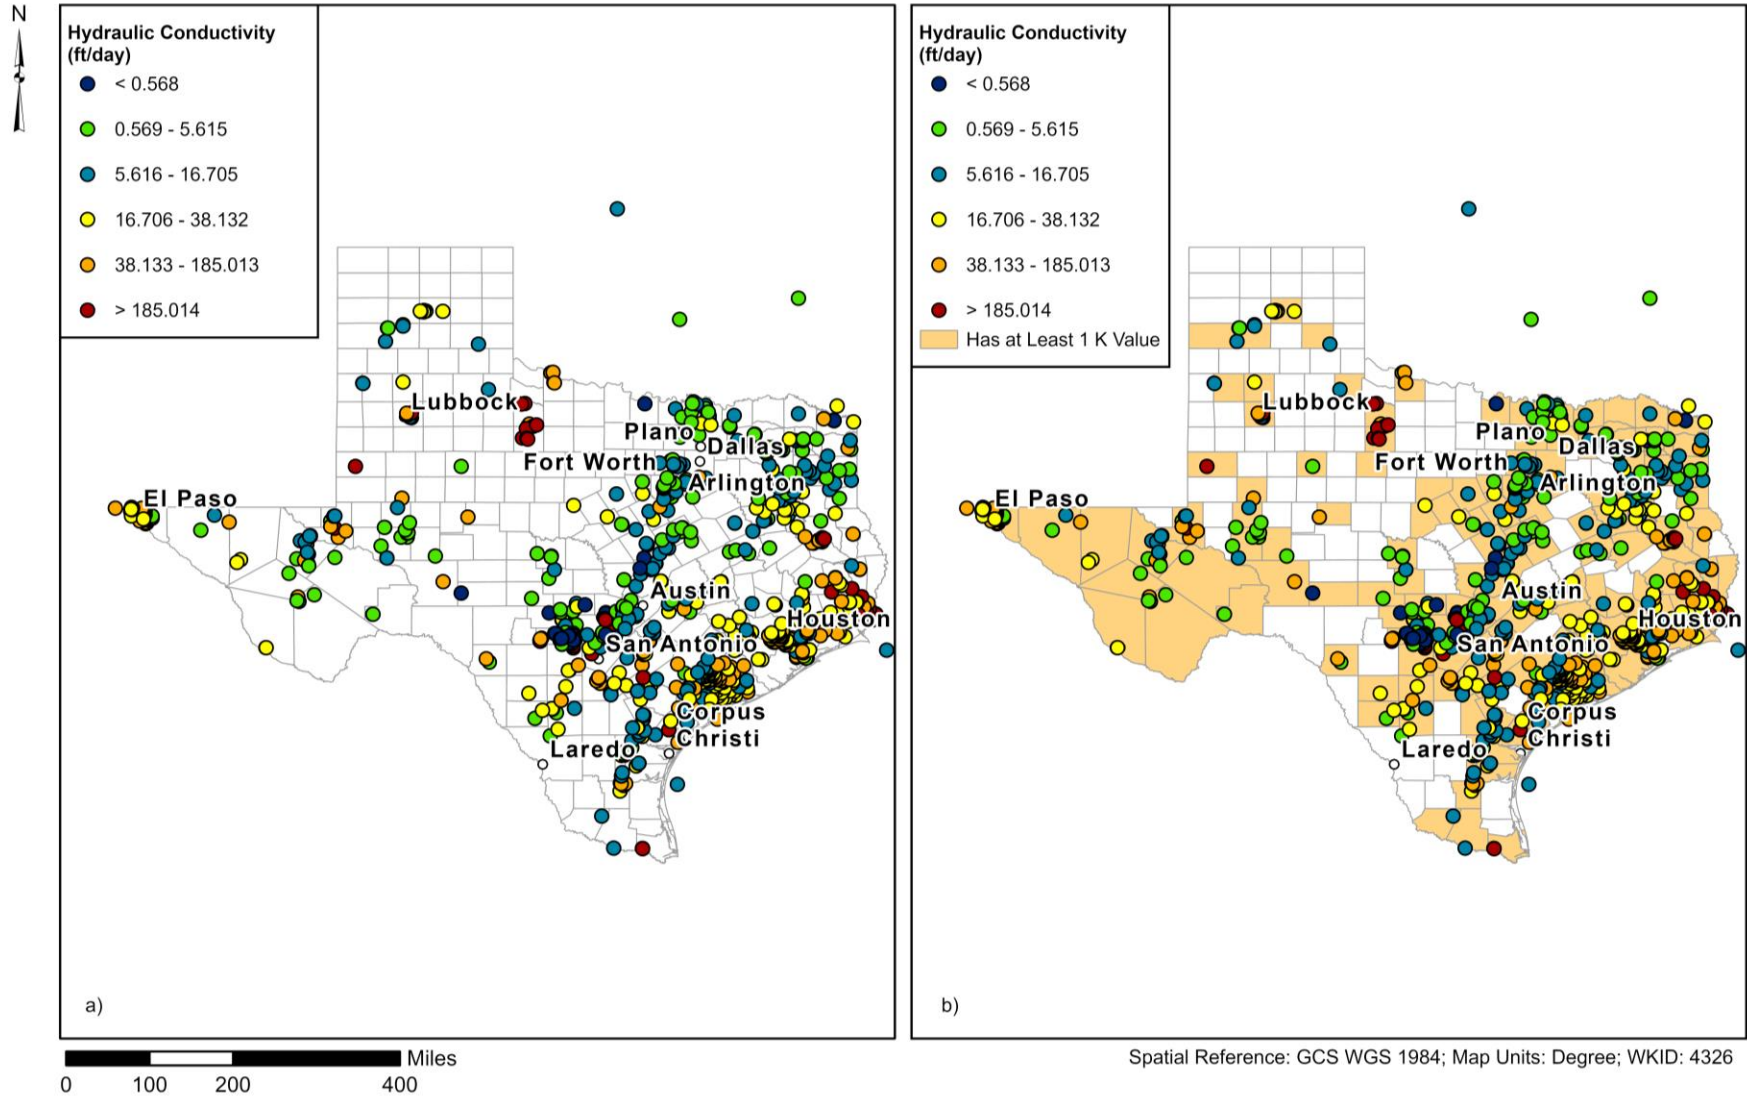 N
Hydraulic Conductivity
(ft/day)
< 0.568
0.569 - 5.615
5.616 - 16.705
16.706 - 38.132
38.133 - 185.013
> 185.014
Lubbock
Plano
Dallas
Fort Worth
Arlington
El Paso
Austin
Houston
San Antonio
Corpus
Christi
Laredo
a)
Hydraulic Conductivity
(ft/day)
< 0.568
0.569 - 5.615
5.616 - 16.705
16.706 - 38.132
38.133 - 185.013
> 185.014
Has at Least 1 K Value
Lubbock
Plano
Dallas
Fort Worth
Arlington
El Paso
Austin
Houston
San Antonio
Corpus
Christi
Laredo
b)
Miles
0 100 200 400
Spatial Reference: GCS WGS 1984; Map Units: Degree; WKID: 4326